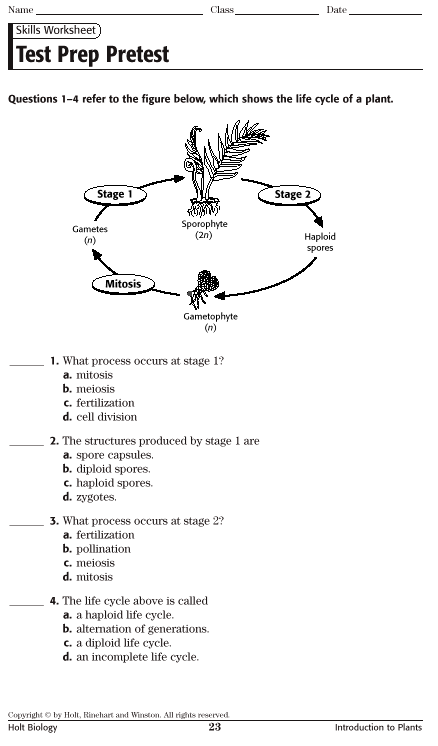 Name Class Date
Skills Worksheet
Test Prep Pretest
Questions 1–4 refer to the figure below, which shows the life cycle of a plant.
Stage 1
Stage 2
Gametes
(n)
Sporophyte
(2n)
Haploid
spores
Mitosis
Gametophyte
(n)
1. What process occurs at stage 1?
a. mitosis
b. meiosis
c. fertilization
d. cell division
2. The structures produced by stage 1 are
a. spore capsules.
b. diploid spores.
c. haploid spores.
d. zygotes.
3. What process occurs at stage 2?
a. fertilization
b. pollination
c. meiosis
d. mitosis
4. The life cycle above is called
a. a haploid life cycle.
b. alternation of generations.
c. a diploid life cycle.
d. an incomplete life cycle.
Copyright © by Holt, Rinehart and Winston. All rights reserved.
Holt Biology 23 Introduction to Plants